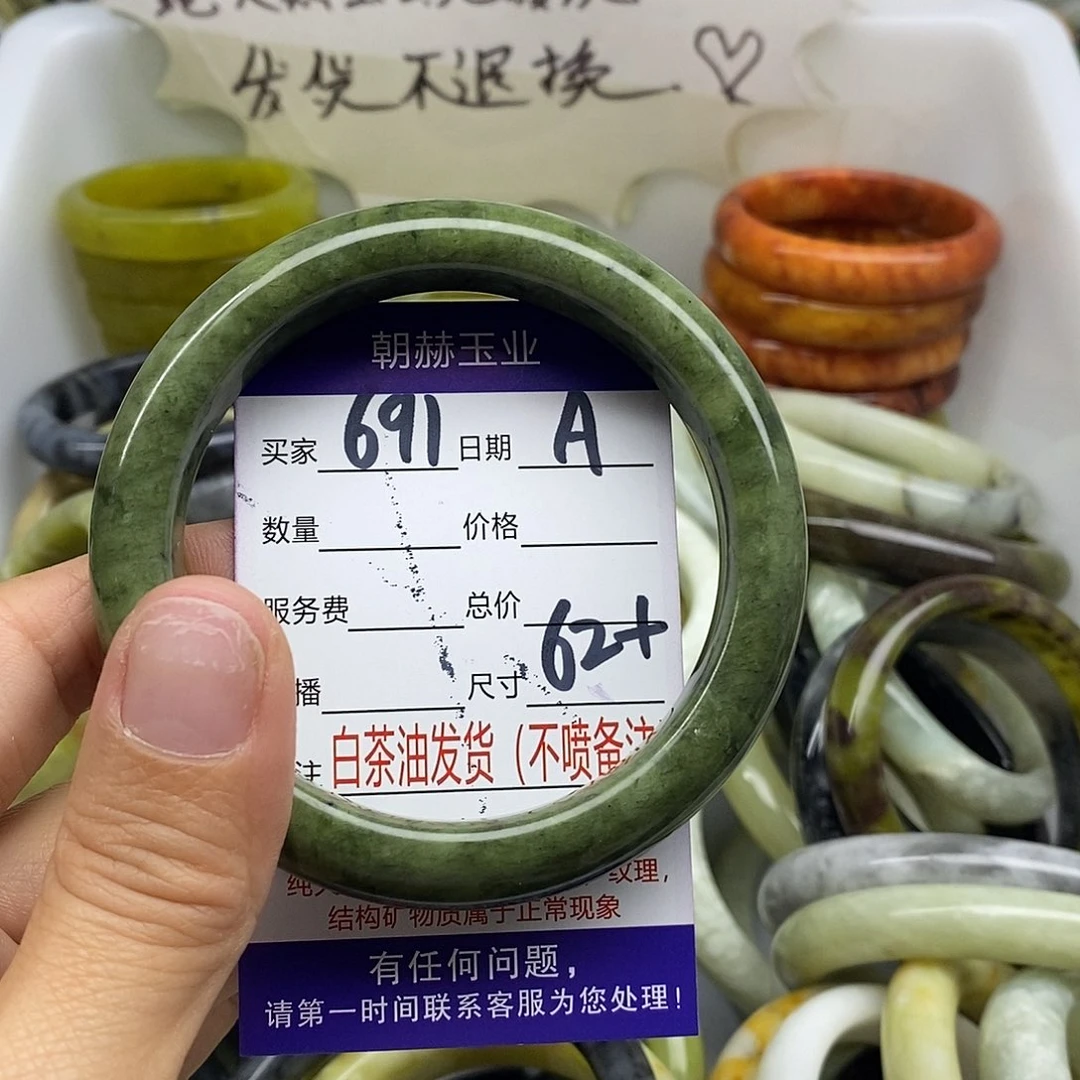 发货不退换
朝赫玉业
买家 691 日期 A
数量 价格
服务费 总价
播 尺寸 62+
注 白茶油发货（不喷备注
纹理，
结构矿物质属于正常现象
有任何问题，
请第一时间联系客服为您处理！